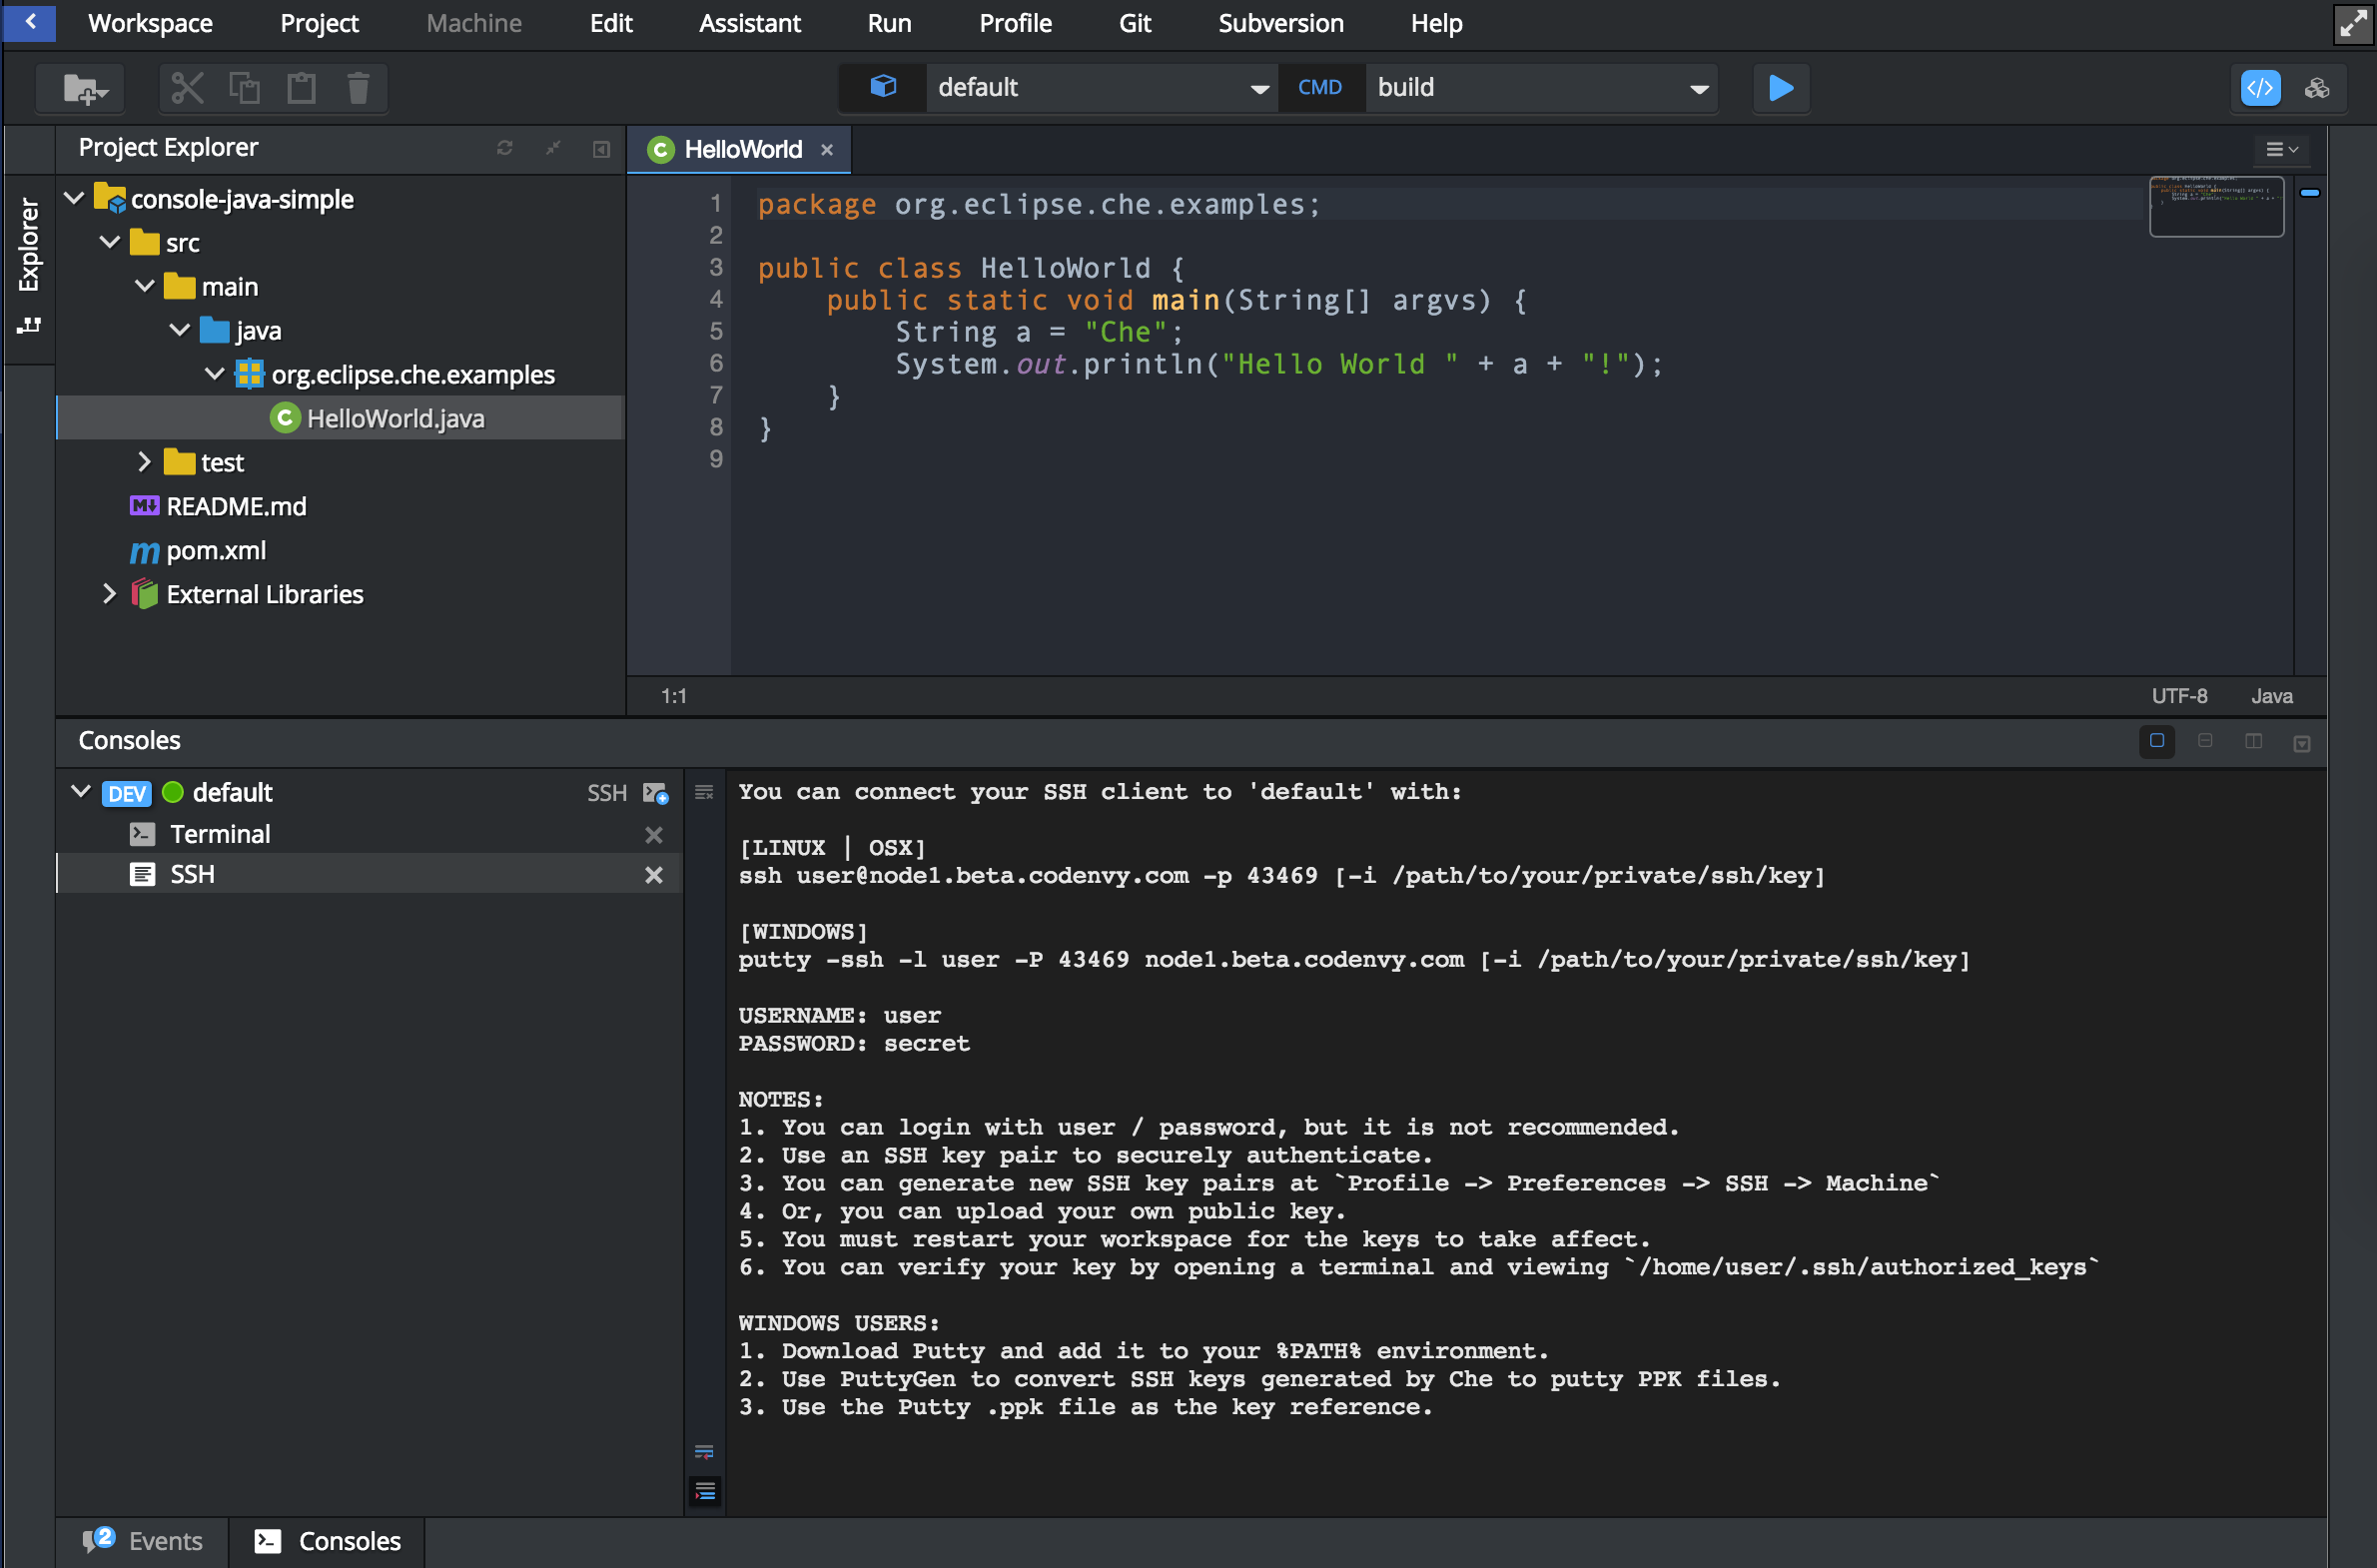 Workspace Project Machine Edit Assistant Run Profile Git Subversion Help
default CMD build
Project Explorer
Explorer
console-java-simple
src
main
java
org.eclipse.che.examples
HelloWorld.java
test
README.md
pom.xml
External Libraries
HelloWorld
1 package org.eclipse.che.examples;
2
3 public class HelloWorld {
4 public static void main(String[] argvs) {
5 String a = "Che";
6 System.out.println("Hello World " + a + "!");
7 }
8 }
9
1:1 UTF-8 Java
Consoles
DEV default SSH
Terminal
SSH
You can connect your SSH client to 'default' with:
[LINUX | OSX]
ssh user@node1.beta.codenvy.com -p 43469 [-i /path/to/your/private/ssh/key]
[WINDOWS]
putty -ssh -l user -P 43469 node1.beta.codenvy.com [-i /path/to/your/private/ssh/key]
USERNAME: user
PASSWORD: secret
NOTES:
1. You can login with user / password, but it is not recommended.
2. Use an SSH key pair to securely authenticate.
3. You can generate new SSH key pairs at `Profile -> Preferences -> SSH -> Machine`
4. Or, you can upload your own public key.
5. You must restart your workspace for the keys to take affect.
6. You can verify your key by opening a terminal and viewing `/home/user/.ssh/authorized_keys`
WINDOWS USERS:
1. Download Putty and add it to your %PATH% environment.
2. Use PuttyGen to convert SSH keys generated by Che to putty PPK files.
3. Use the Putty .ppk file as the key reference.
2 Events Consoles